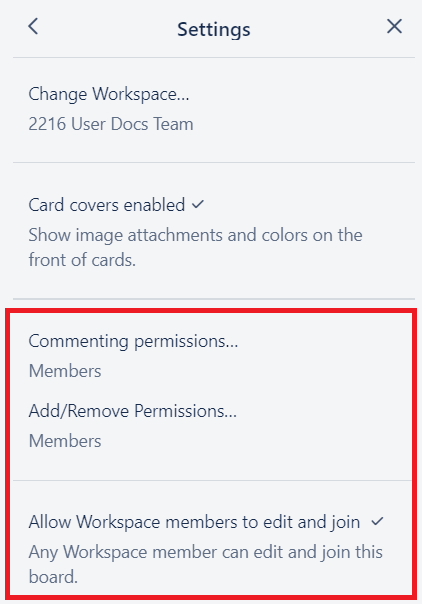 Settings
Change Workspace...
2216 User Docs Team
Card covers enabled ✓
Show image attachments and colors on the
front of cards.
Commenting permissions...
Members
Add/Remove Permissions...
Members
Allow Workspace members to edit and join ✓
Any Workspace member can edit and join this
board.